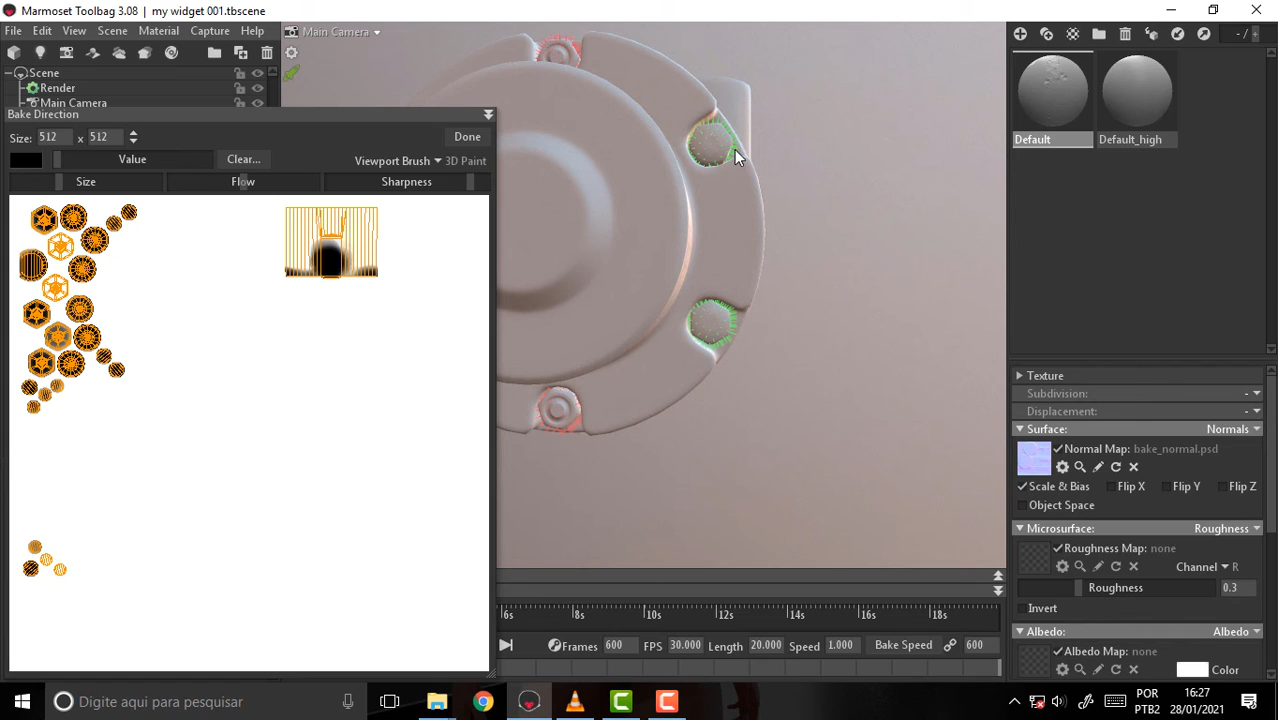 Marmoset Toolbag 3.08 | my widget 001.tbscene
File Edit View Scene Material Capture Help
Main Camera
- /
Scene
Render
Main Camera
Bake Direction
Size: 512 x 512
Done
Value
Clear...
Viewport Brush
3D Paint
Size
Flow
Sharpness
Default
Default_high
Texture
Subdivision: -
Displacement: -
Surface: Normals
Normal Map: bake_normal.psd
Scale & Bias
Flip X
Flip Y
Flip Z
Object Space
Microsurface: Roughness
Roughness Map: none
Channel
R
Roughness
0.3
Invert
Albedo: Albedo
Albedo Map: none
Color
6s 8s 10s 12s 14s 16s 18s
Frames 600 FPS 30.000 Length 20.000 Speed 1.000 Bake Speed 600
Digite aqui para pesquisar
POR
PTB2
16:27
28/01/2021